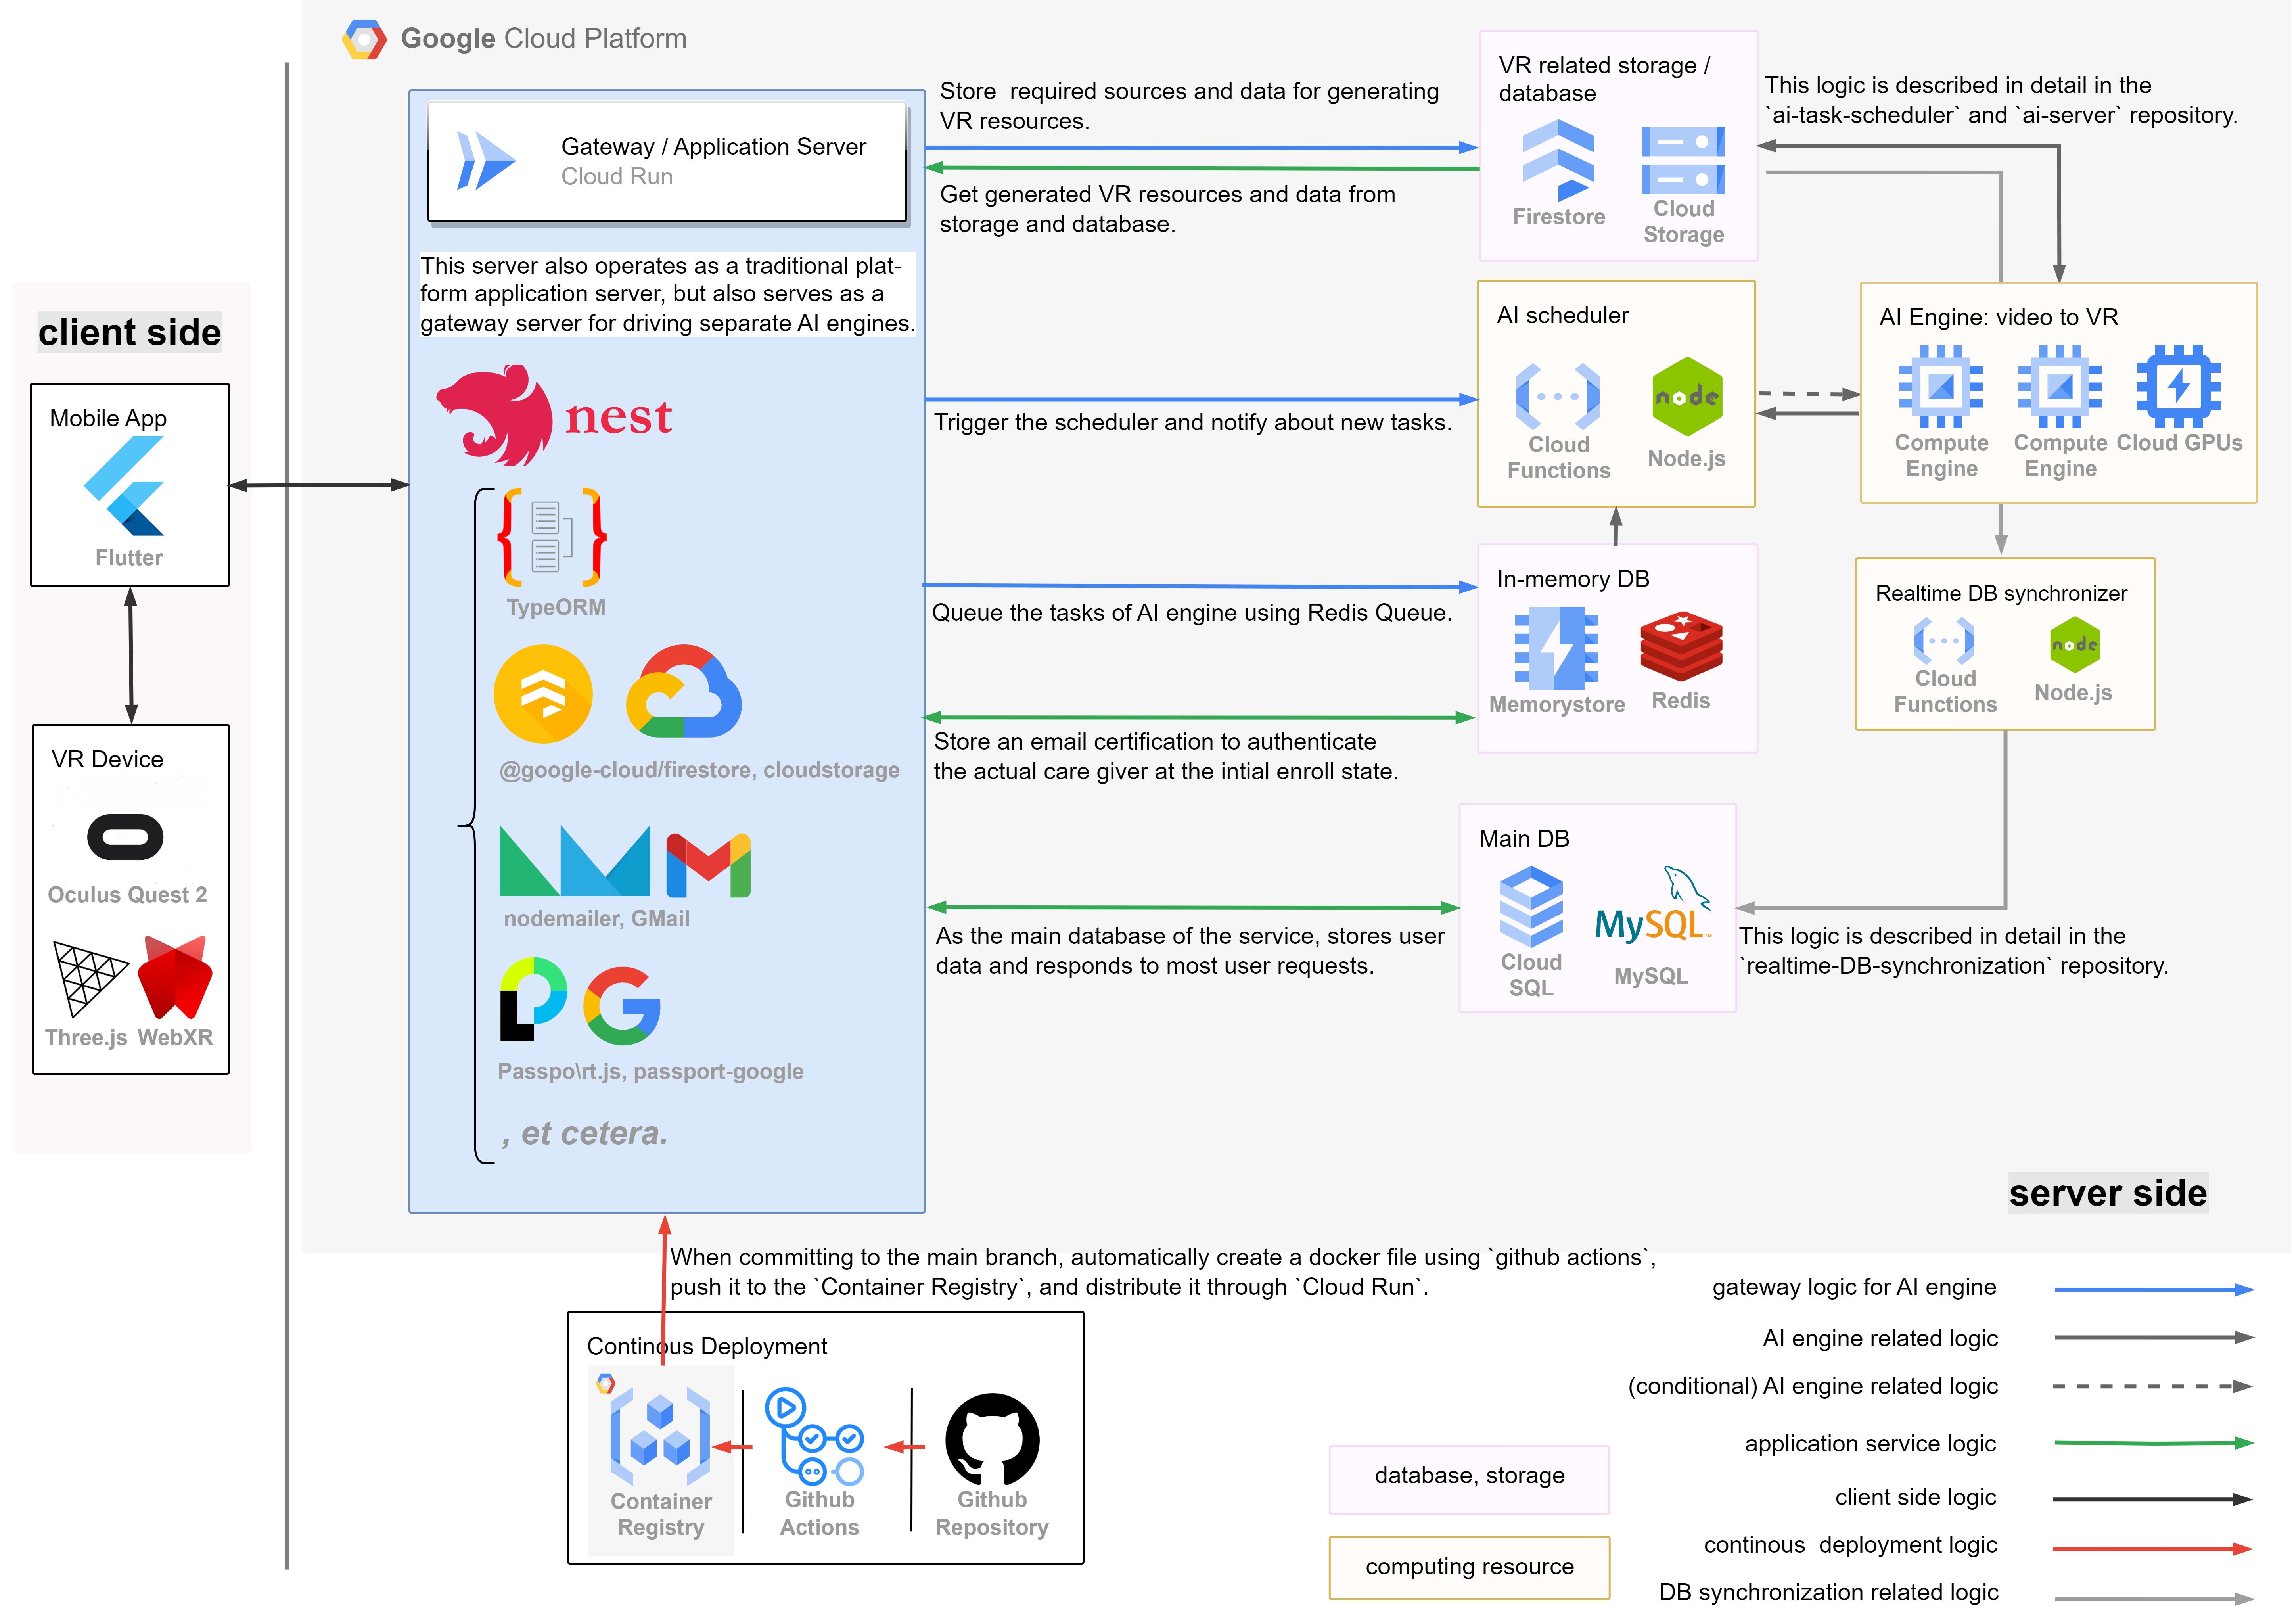 Google Cloud Platform
client side
Mobile App
Flutter
VR Device
Oculus Quest 2
Three.js WebXR
Gateway / Application Server
Cloud Run
This server also operates as a traditional plat-
form application server, but also serves as a
gateway server for driving separate AI engines.
nest
TypeORM
@google-cloud/firestore, cloudstorage
nodemailer, GMail
Passpo\rt.js, passport-google
, et cetera.
Store required sources and data for generating
VR resources.
Get generated VR resources and data from
storage and database.
Trigger the scheduler and notify about new tasks.
Queue the tasks of AI engine using Redis Queue.
Store an email certification to authenticate
the actual care giver at the intial enroll state.
As the main database of the service, stores user
data and responds to most user requests.
VR related storage /
database
Firestore
Cloud
Storage
This logic is described in detail in the
`ai-task-scheduler` and `ai-server` repository.
AI scheduler
Cloud
Functions
node
Node.js
AI Engine: video to VR
Compute
Engine
Compute
Engine
Cloud GPUs
In-memory DB
Memorystore
Redis
Realtime DB synchronizer
Cloud
Functions
node
Node.js
Main DB
Cloud
SQL
MySQL™
MySQL
This logic is described in detail in the
`realtime-DB-synchronization` repository.
server side
When committing to the main branch, automatically create a docker file using `github actions`,
push it to the `Container Registry`, and distribute it through `Cloud Run`.
Continous Deployment
Container
Registry
Github
Actions
Github
Repository
database, storage
computing resource
gateway logic for AI engine
AI engine related logic
(conditional) AI engine related logic
application service logic
client side logic
continous deployment logic
DB synchronization related logic